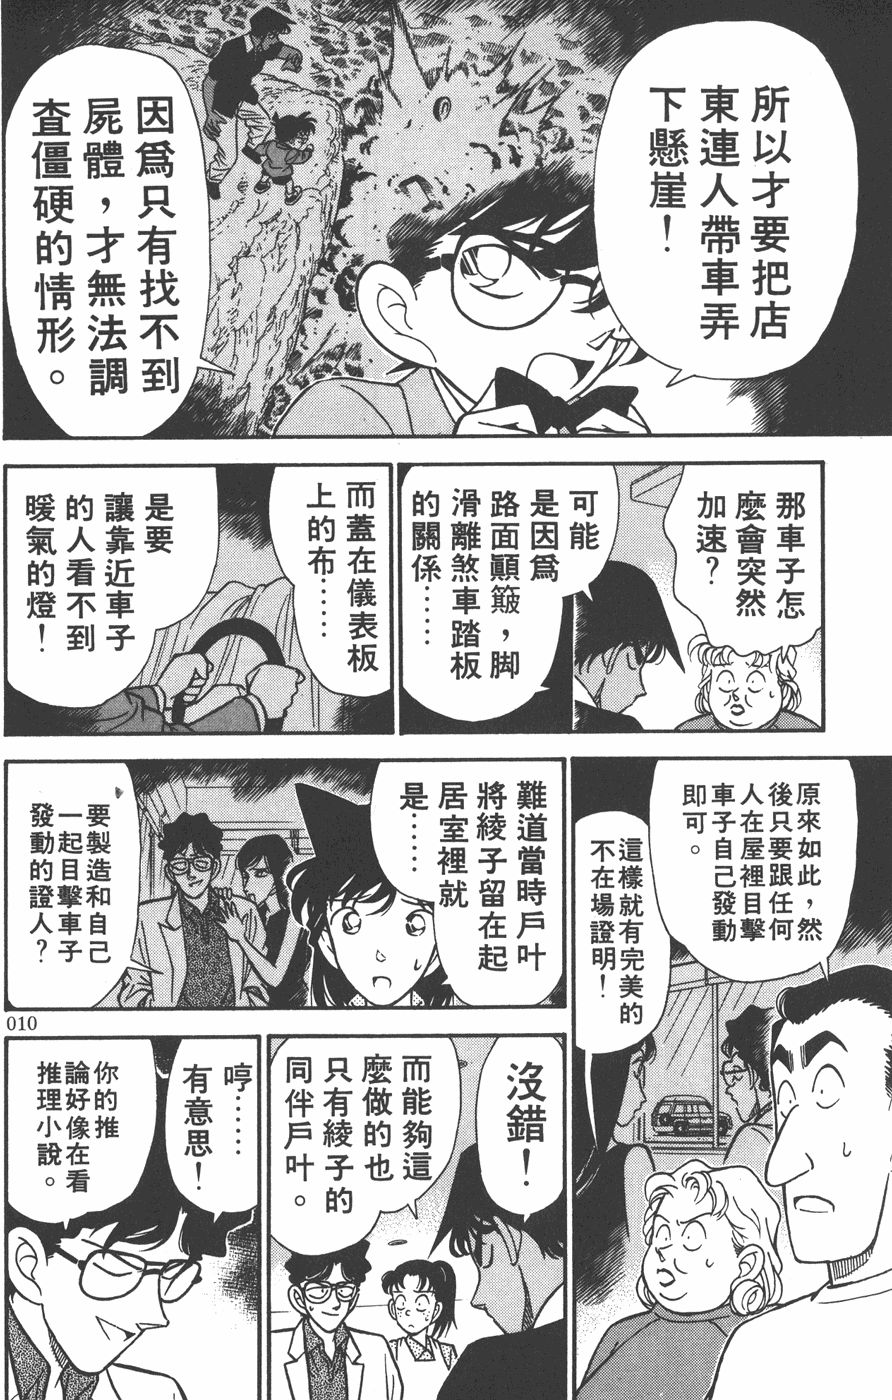 所以才要把店
東連人帶車弄
下懸崖！
因爲只有找不到
屍體，才無法調
查僵硬的情形。
那車子怎
麼會突然
加速？
可能
是因爲
路面顚簸，脚
滑離煞車踏板
的關係……
而蓋在儀表板
上的布……
是要
讓靠近車子
的人看不到
暖氣的燈！
原來如此，然
後只要跟任何
人在屋裡目擊
車子自己發動
即可。
這樣就有完美的
不在場證明！
難道當時戶叶
將綾子留在起
居室裡就
是……
要製造和自己
一起目擊車子
發動的證人？
010
沒錯！
而能夠這
麼做的也
只有綾子的
同伴戶叶。
哼……
有意思！
你的推
論好像在看
推理小說。